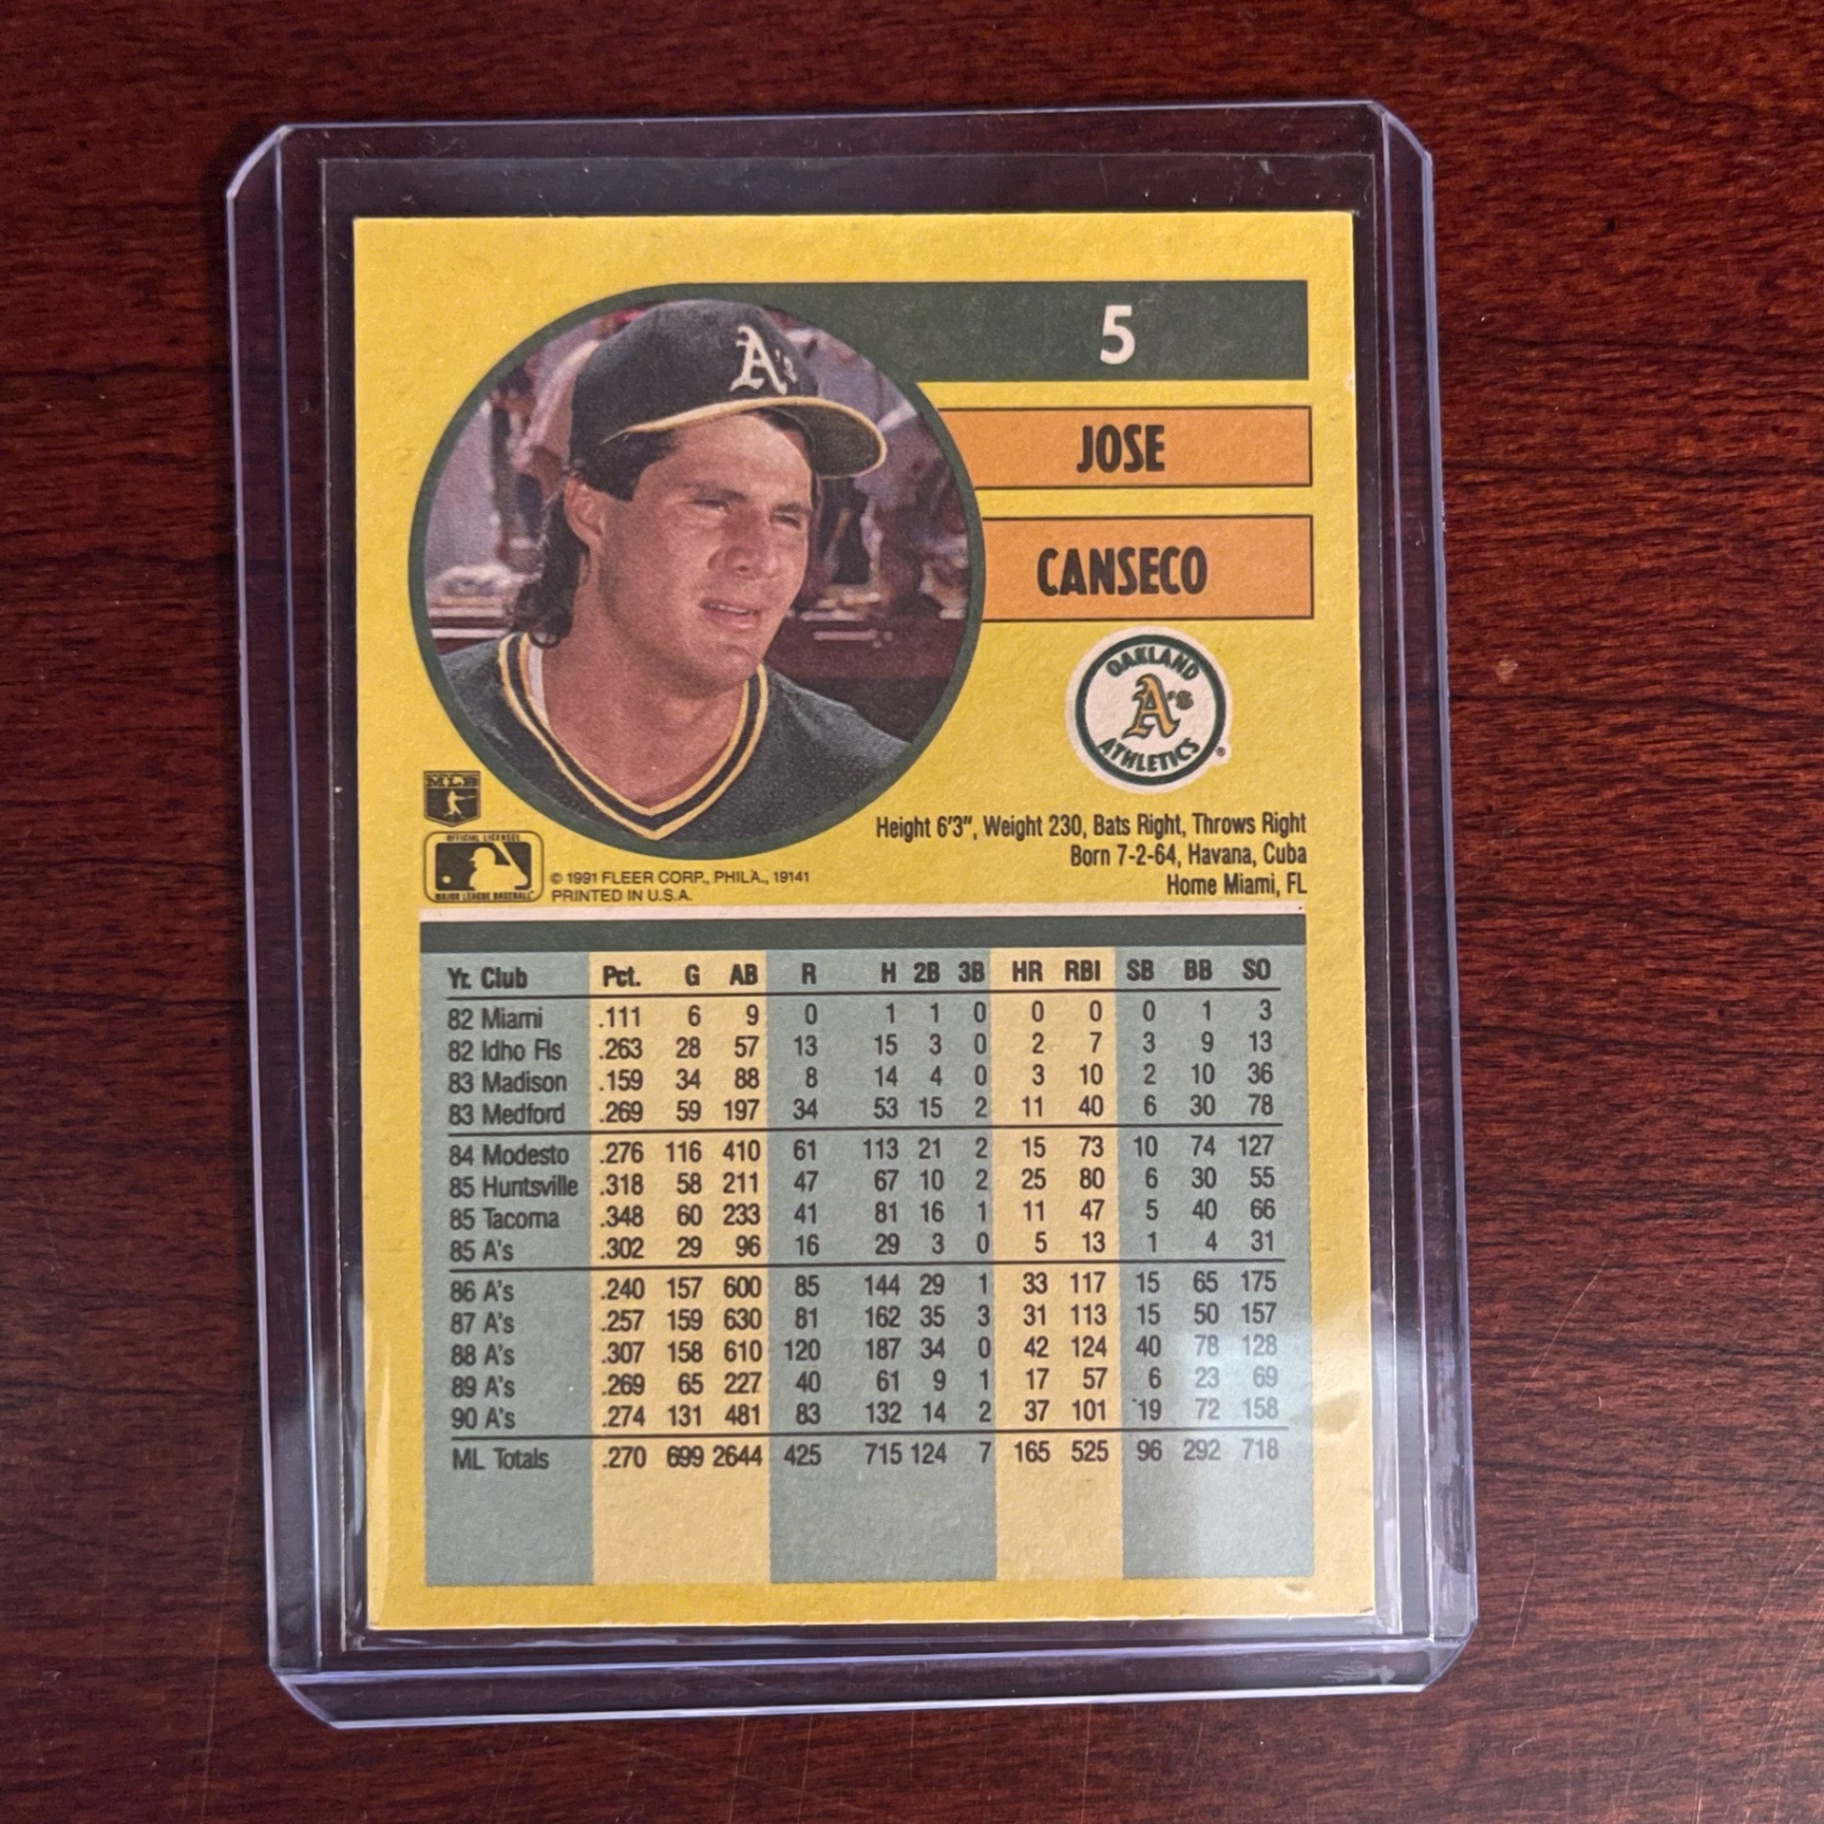 A's
5
JOSE
CANSECO
OAKLAND
A's
ATHLETICS
®
Height 6'3", Weight 230, Bats Right, Throws Right
Born 7-2-64, Havana, Cuba
Home Miami, FL
MLB
OFFICIAL LICENSEE
MAJOR LEAGUE BASEBALL
© 1991 FLEER CORP., PHILA., 19141
PRINTED IN U.S.A.
Yr. Club Pct. G AB R H 2B 3B HR RBI SB BB SO
82 Miami .111 6 9 0 1 1 0 0 0 0 1 3
82 Idho Fls .263 28 57 13 15 3 0 2 7 3 9 13
83 Madison .159 34 88 8 14 4 0 3 10 2 10 36
83 Medford .269 59 197 34 53 15 2 11 40 6 30 78
84 Modesto .276 116 410 61 113 21 2 15 73 10 74 127
85 Huntsville .318 58 211 47 67 10 2 25 80 6 30 55
85 Tacoma .348 60 233 41 81 16 1 11 47 5 40 66
85 A's .302 29 96 16 29 3 0 5 13 1 4 31
86 A's .240 157 600 85 144 29 1 33 117 15 65 175
87 A's .257 159 630 81 162 35 3 31 113 15 50 157
88 A's .307 158 610 120 187 34 0 42 124 40 78 128
89 A's .269 65 227 40 61 9 1 17 57 6 23 69
90 A's .274 131 481 83 132 14 2 37 101 19 72 158
ML Totals .270 699 2644 425 715 124 7 165 525 96 292 718